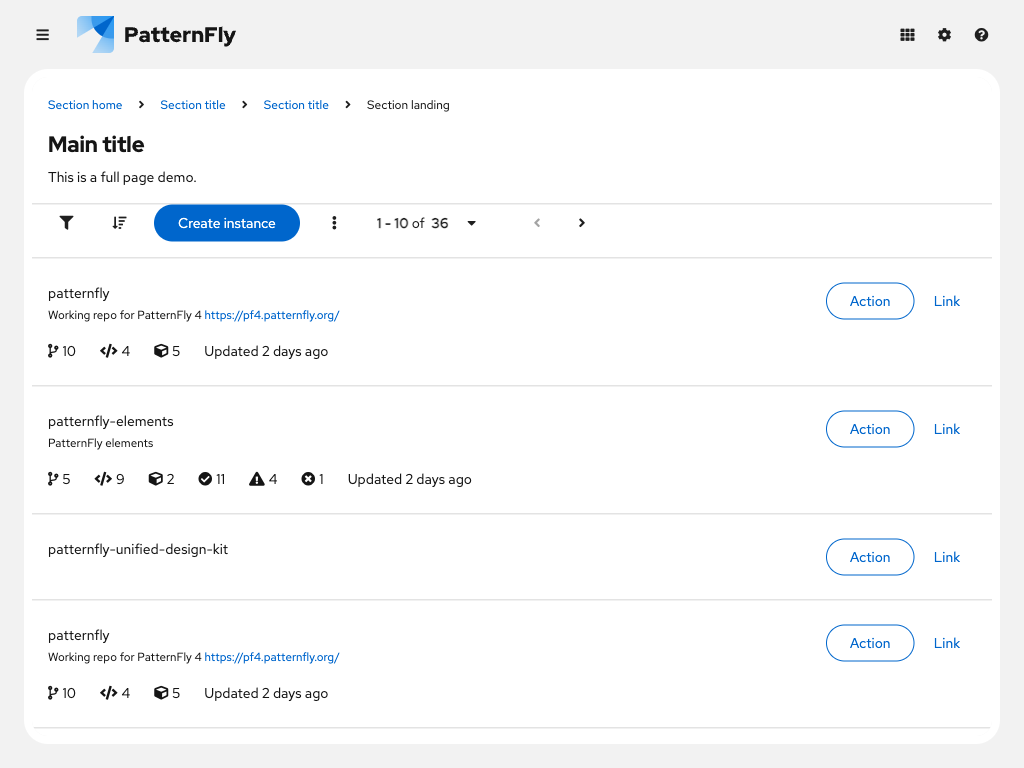 PatternFly
Section home Section title Section title Section landing
Main title
This is a full page demo.
Create instance 1 - 10 of 36
patternfly
Working repo for PatternFly 4 https://pf4.patternfly.org/
10 4 5 Updated 2 days ago
Action Link
patternfly-elements
PatternFly elements
5 9 2 11 4 1 Updated 2 days ago
Action Link
patternfly-unified-design-kit
Action Link
patternfly
Working repo for PatternFly 4 https://pf4.patternfly.org/
10 4 5 Updated 2 days ago
Action Link